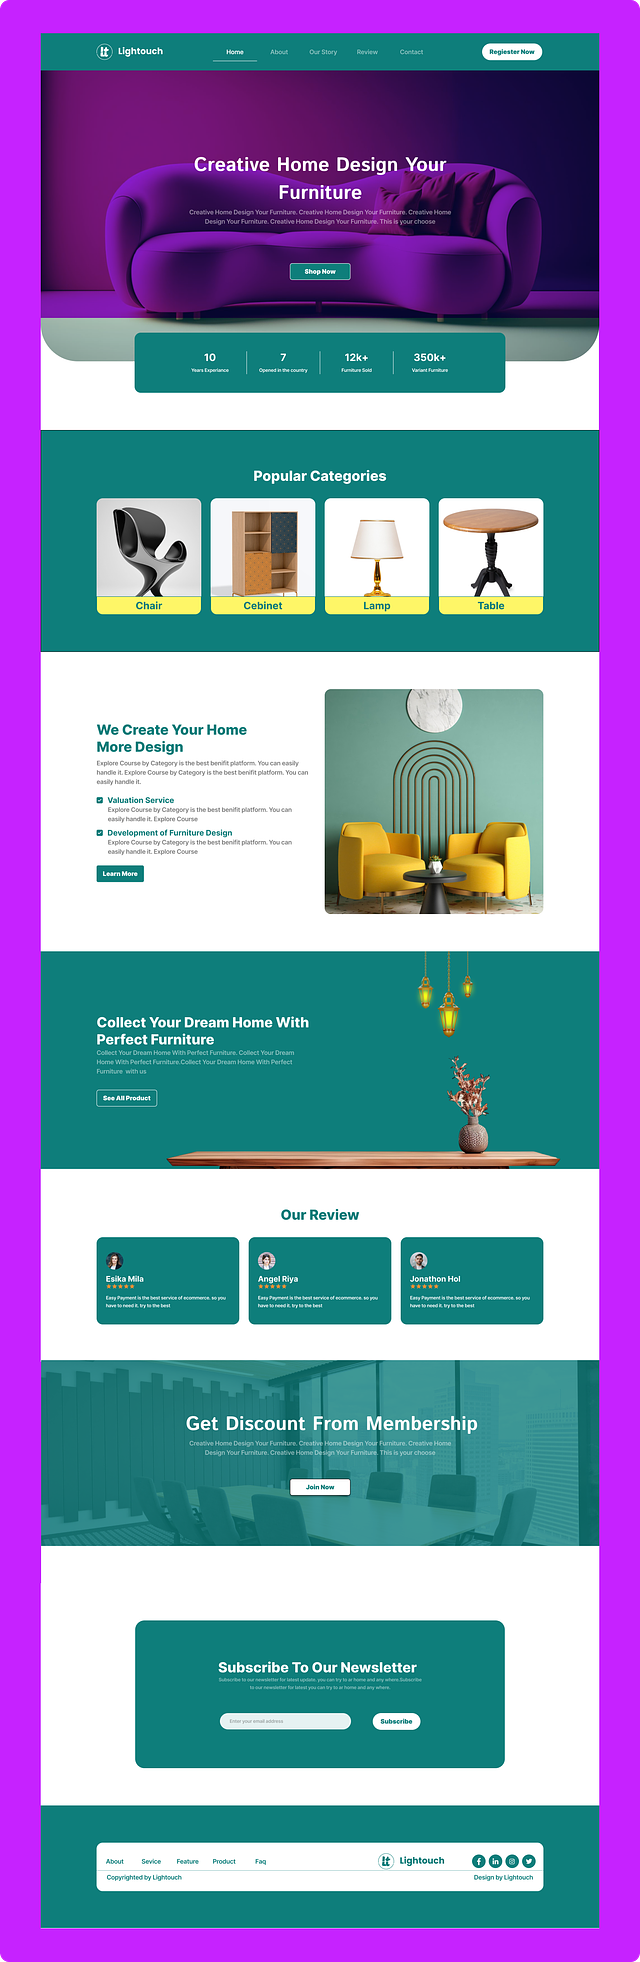 Lightouch
Home
About
Our Story
Review
Contact
Regiester Now
Creative Home Design Your
Furniture
Creative Home Design Your Furniture. Creative Home Design Your Furniture. Creative Home
Design Your Furniture. Creative Home Design Your Furniture. This is your choose
Shop Now
10
7
12k+
350k+
Years Experiance
Opened in the country
Furniture Sold
Variant Furniture
Popular Categories
Chair
Cebinet
Lamp
Table
We Create Your Home
More Design
Explore Course by Category is the best benifit platform. You can easily
handle it. Explore Course by Category is the best benifit platform. You can
easily handle it.
Valuation Service
Explore Course by Category is the best benifit platform. You can
easily handle it. Explore Course
Development of Furniture Design
Explore Course by Category is the best benifit platform. You can
easily handle it. Explore Course
Learn More
Collect Your Dream Home With
Perfect Furniture
Collect Your Dream Home With Perfect Furniture. Collect Your Dream
Home With Perfect Furniture.Collect Your Dream Home With Perfect
Furniture with us
See All Product
Our Review
Esika Mila
Easy Payment is the best service of ecommerce. so you
have to need it. try to the best
Angel Riya
Easy Payment is the best service of ecommerce. so you
have to need it. try to the best
Jonathon Hol
Easy Payment is the best service of ecommerce. so you
have to need it. try to the best
Get Discount From Membership
Creative Home Design Your Furniture. Creative Home Design Your Furniture. Creative Home
Design Your Furniture. Creative Home Design Your Furniture. This is your choose
Join Now
Subscribe To Our Newsletter
Subscribe to our newsletter for latest update. you can try to ar home and any where.Subscribe
to our newsletter for latest you can try to ar home and any where.
Enter your email address
Subscribe
About
Sevice
Feature
Product
Faq
Lightouch
Copyrighted by Lightouch
Design by Lightouch